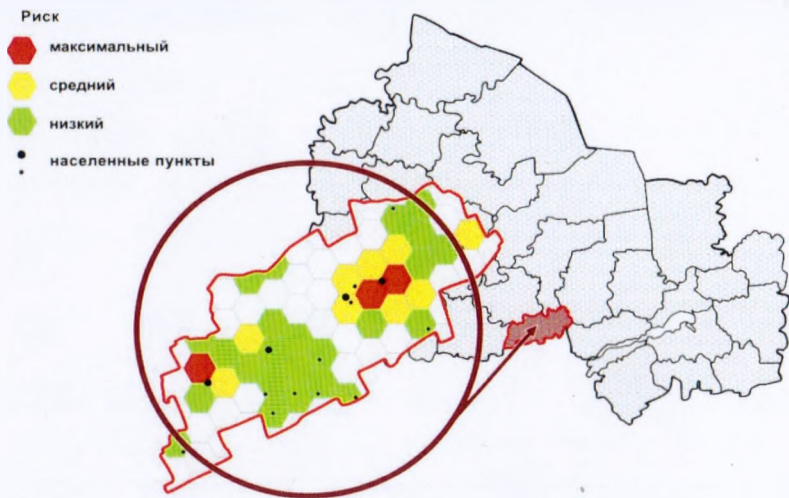 Риск
максимальный
средний
низкий
населенные пункты